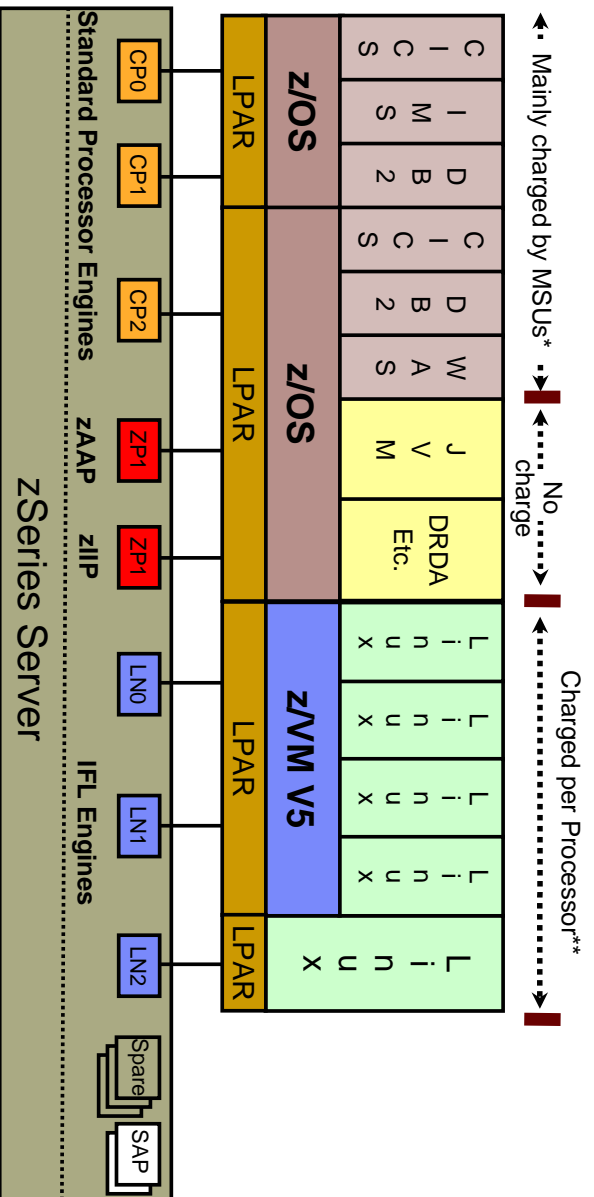 Mainly charged by MSUs*
No
charge
Charged per Processor**
CICS
IMS
DB2
CICS
DB2
WAS
JVM
DRDA
Etc.
Linux
Linux
Linux
Linux
Linux
z/OS
z/OS
z/VM V5
LPAR
LPAR
LPAR
LPAR
CP0
CP1
CP2
ZP1
ZP1
LN0
LN1
LN2
Spare
SAP
Standard Processor Engines
zAAP
zIIP
IFL Engines
zSeries Server